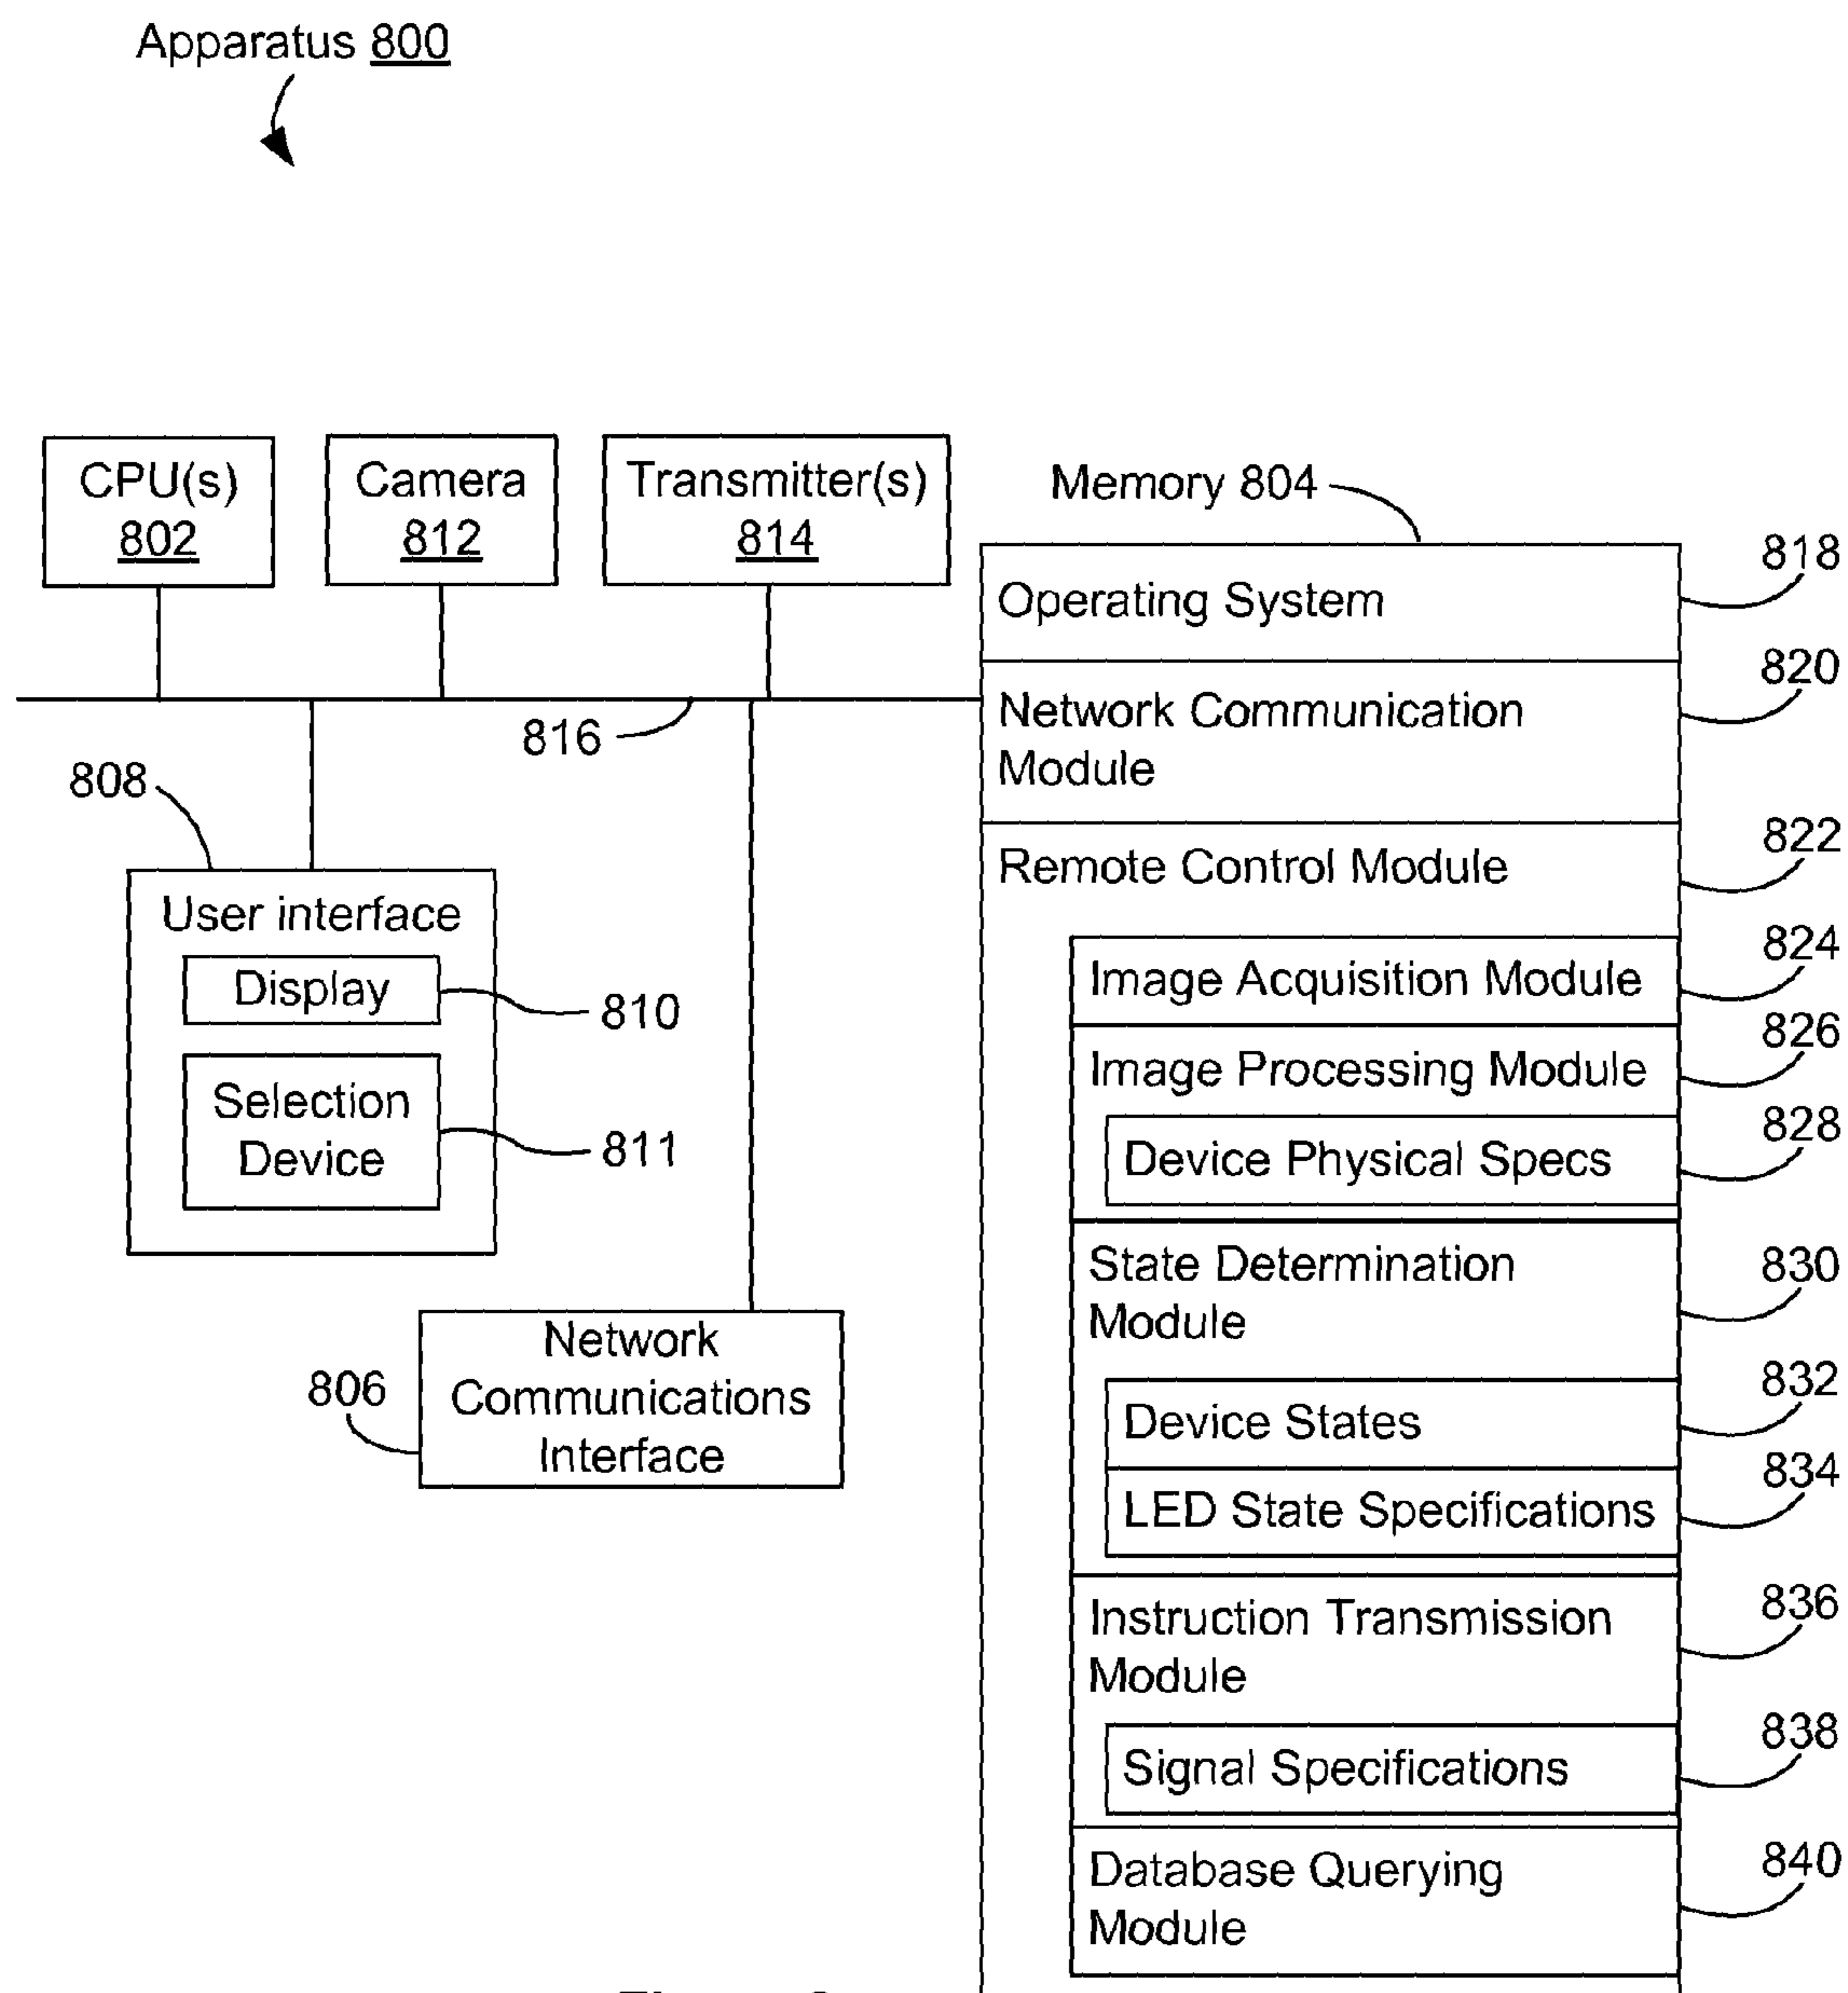 Apparatus 800
CPU(s)
802
Camera
812
Transmitter(s)
814
Memory 804
816
808
User interface
Display
810
Selection
Device
811
806
Network
Communications
Interface
Operating System
818
Network Communication
Module
820
Remote Control Module
822
Image Acquisition Module
824
Image Processing Module
826
Device Physical Specs
828
State Determination
Module
830
Device States
832
LED State Specifications
834
Instruction Transmission
Module
836
Signal Specifications
838
Database Querying
Module
840